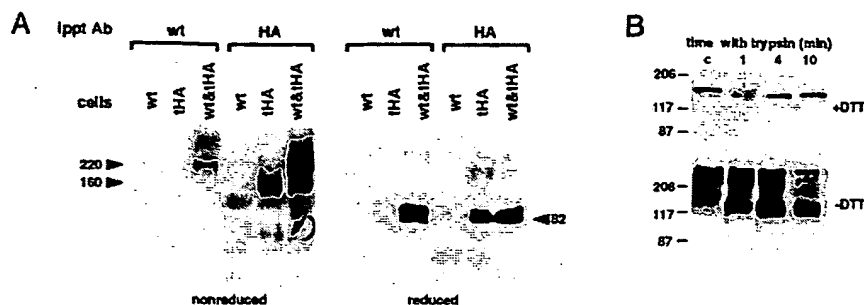 A
Ippt Ab
wt
HA
wt
HA
cells
wt
tHA
wt&tHA
wt
tHA
wt&tHA
wt
tHA
wt&tHA
wt
tHA
wt&tHA
220
160
82
nonreduced
reduced
B
time with trypsin (min)
c 1 4 10
206
117
87
+DTT
206
117
87
-DTT